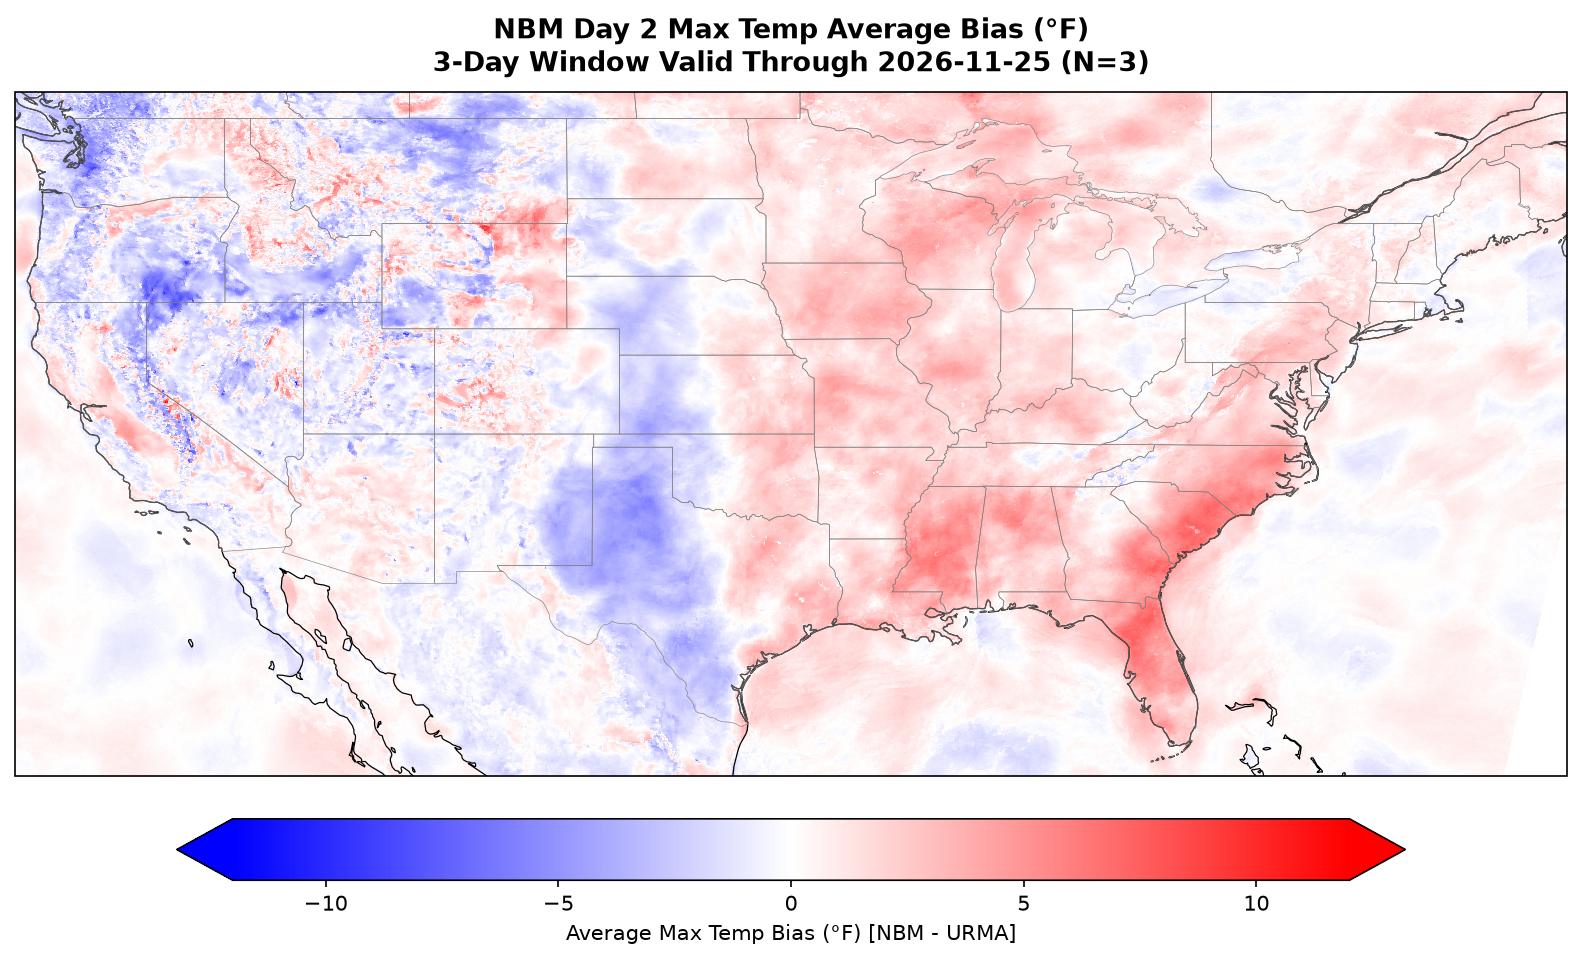 NBM Day 2 Max Temp Average Bias (°F)
3-Day Window Valid Through 2026-11-25 (N=3)
−10 −5 0 5 10
Average Max Temp Bias (°F) [NBM - URMA]